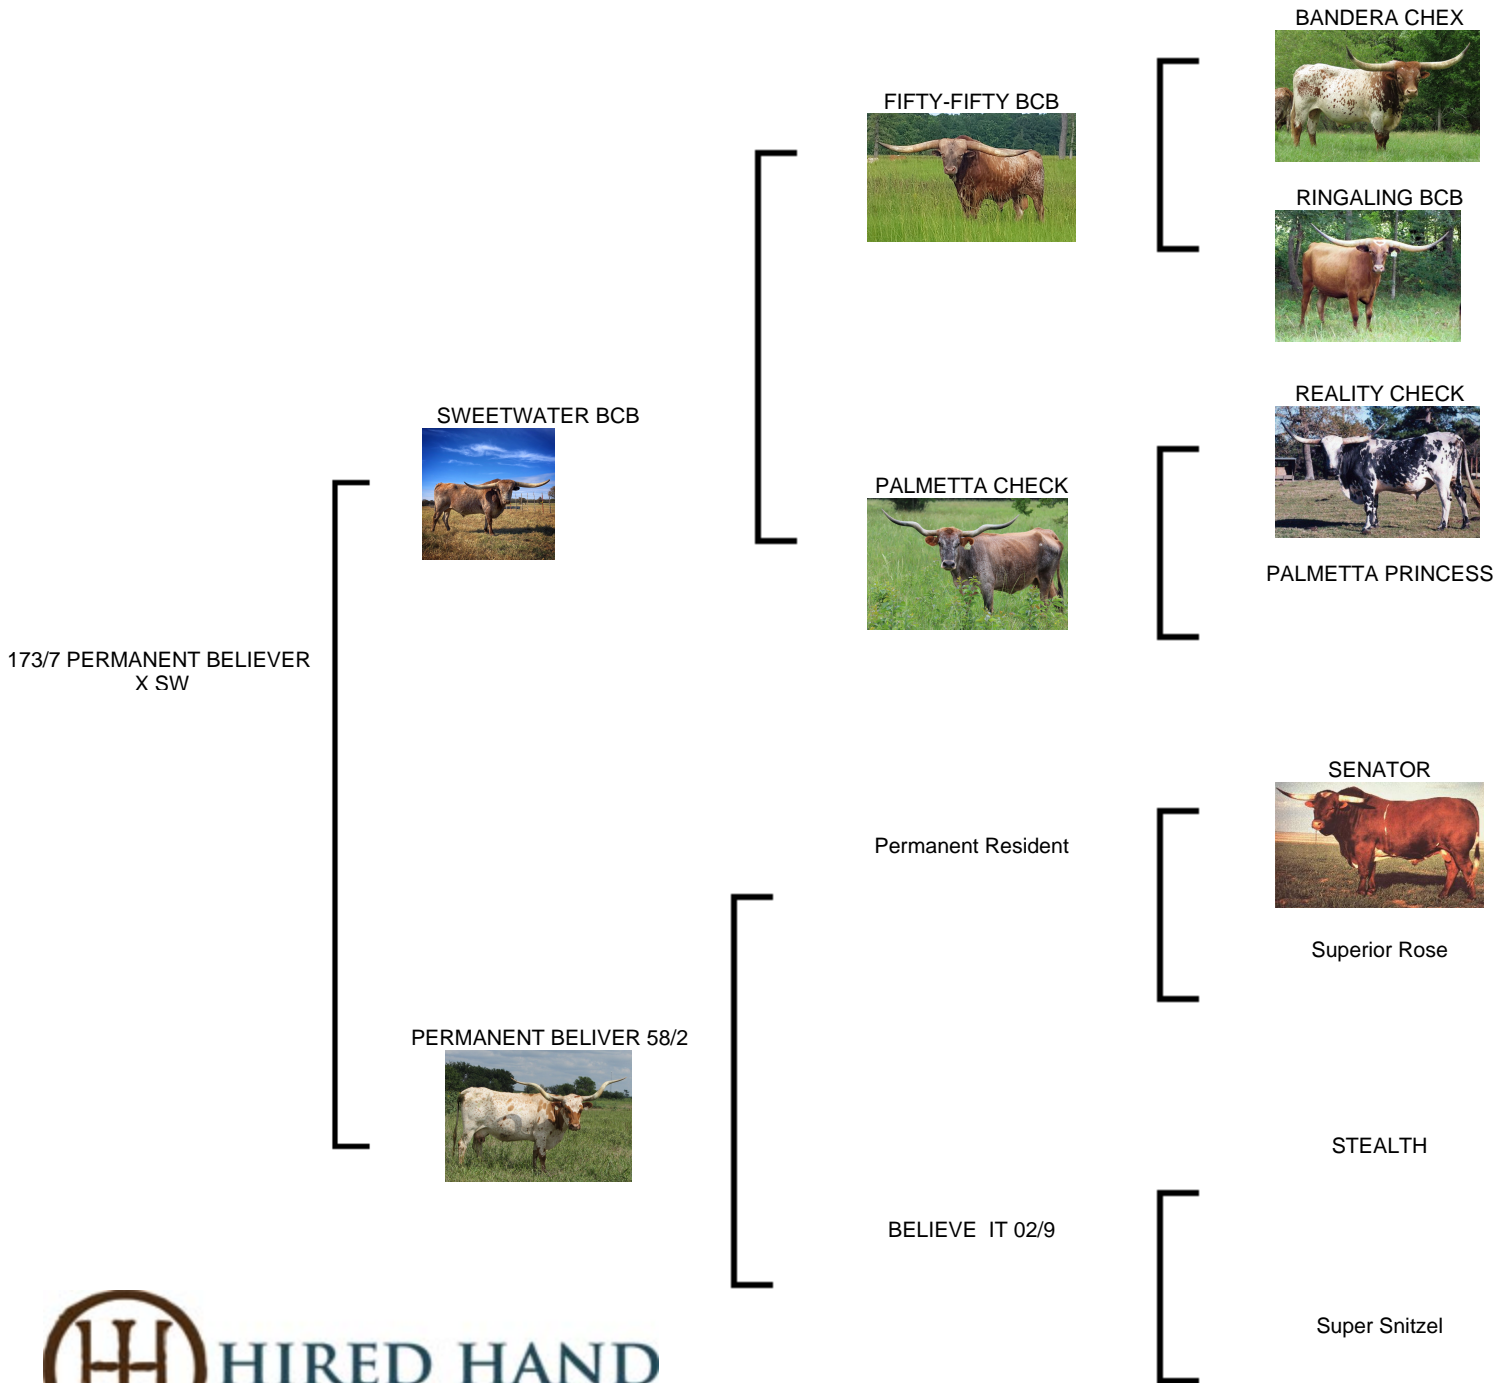 BANDERA CHEX
FIFTY-FIFTY BCB
RINGALING BCB
REALITY CHECK
SWEETWATER BCB
PALMETTA CHECK
PALMETTA PRINCESS
173/7 PERMANENT BELIEVER
X SW
SENATOR
Permanent Resident
Superior Rose
PERMANENT BELIVER 58/2
STEALTH
BELIEVE  IT 02/9
Super Snitzel
HIRED HAND